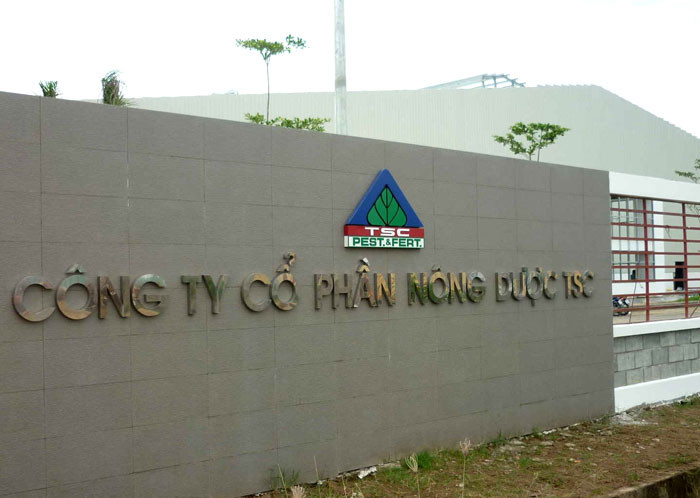 TSC
PEST.&FERT.
CÔNG TY CỔ PHẦN NÔNG DƯỢC TSC